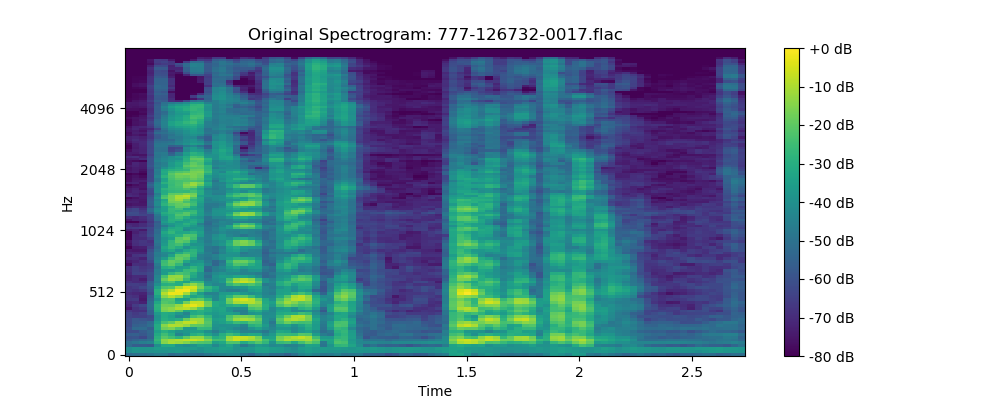 Original Spectrogram: 777-126732-0017.flac
Hz
4096
2048
1024
512
0
0 0.5 1 1.5 2 2.5
Time
+0 dB
-10 dB
-20 dB
-30 dB
-40 dB
-50 dB
-60 dB
-70 dB
-80 dB